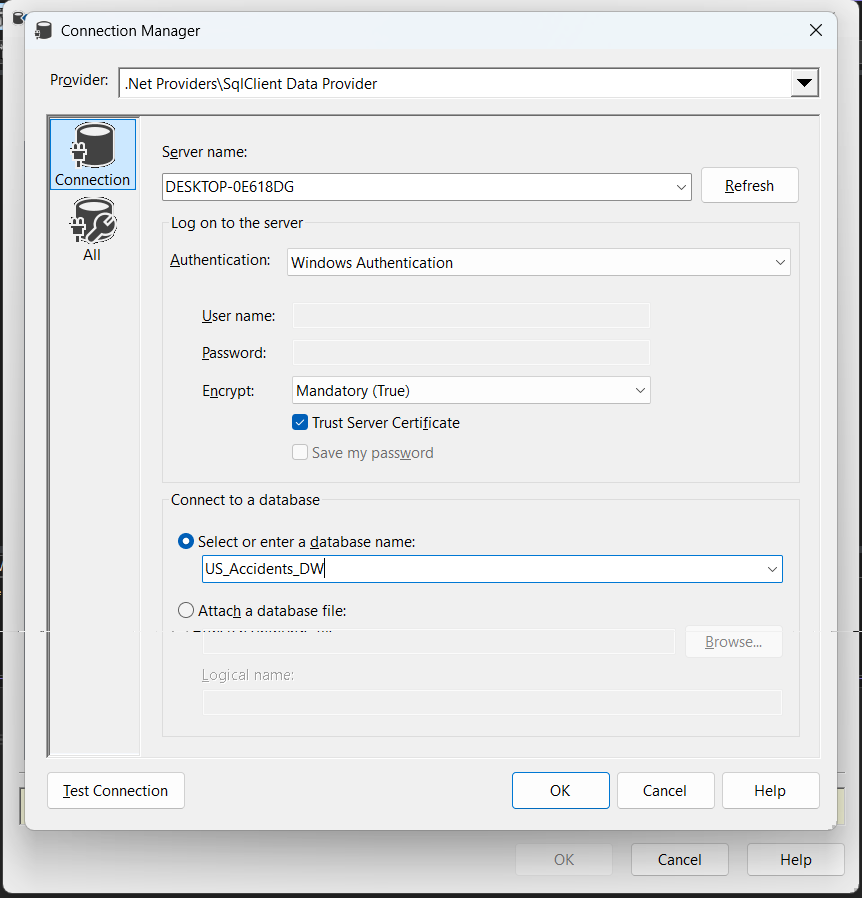 Connection Manager
Provider: .Net Providers\SqlClient Data Provider
Connection
All
Server name:
DESKTOP-0E618DG
Refresh
Log on to the server
Authentication: Windows Authentication
User name:
Password:
Encrypt: Mandatory (True)
Trust Server Certificate
Save my password
Connect to a database
Select or enter a database name:
US_Accidents_DW
Attach a database file:
Browse...
Logical name:
Test Connection
OK
Cancel
Help
OK
Cancel
Help